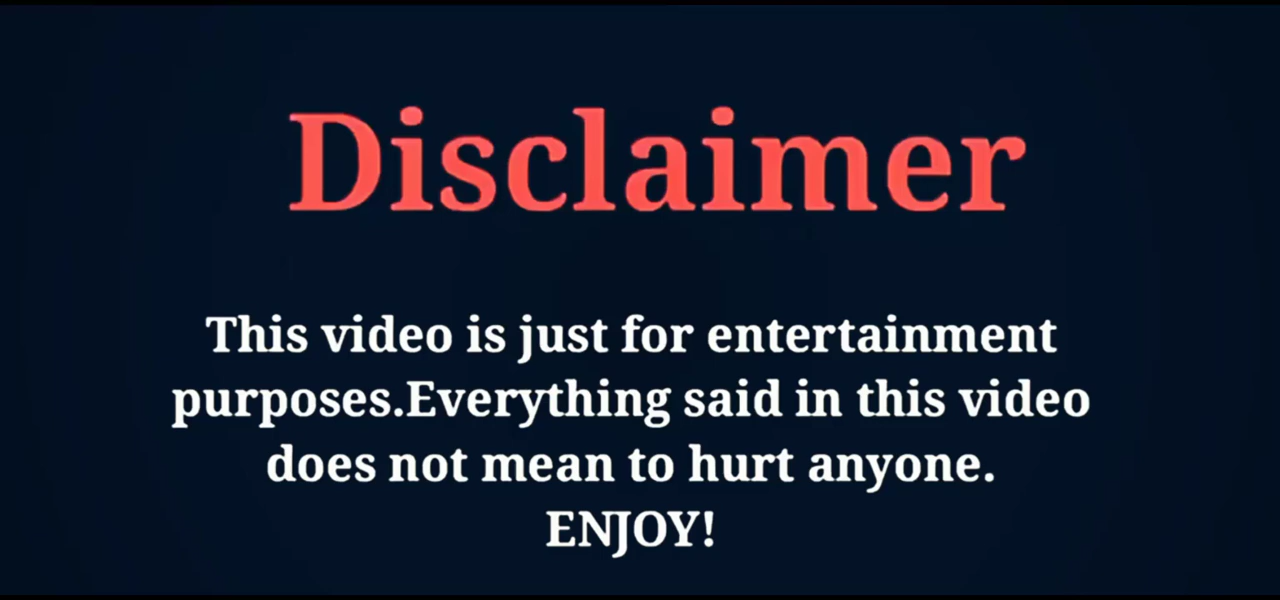 Disclaimer
This video is just for entertainment
purposes.Everything said in this video
does not mean to hurt anyone.
ENJOY!